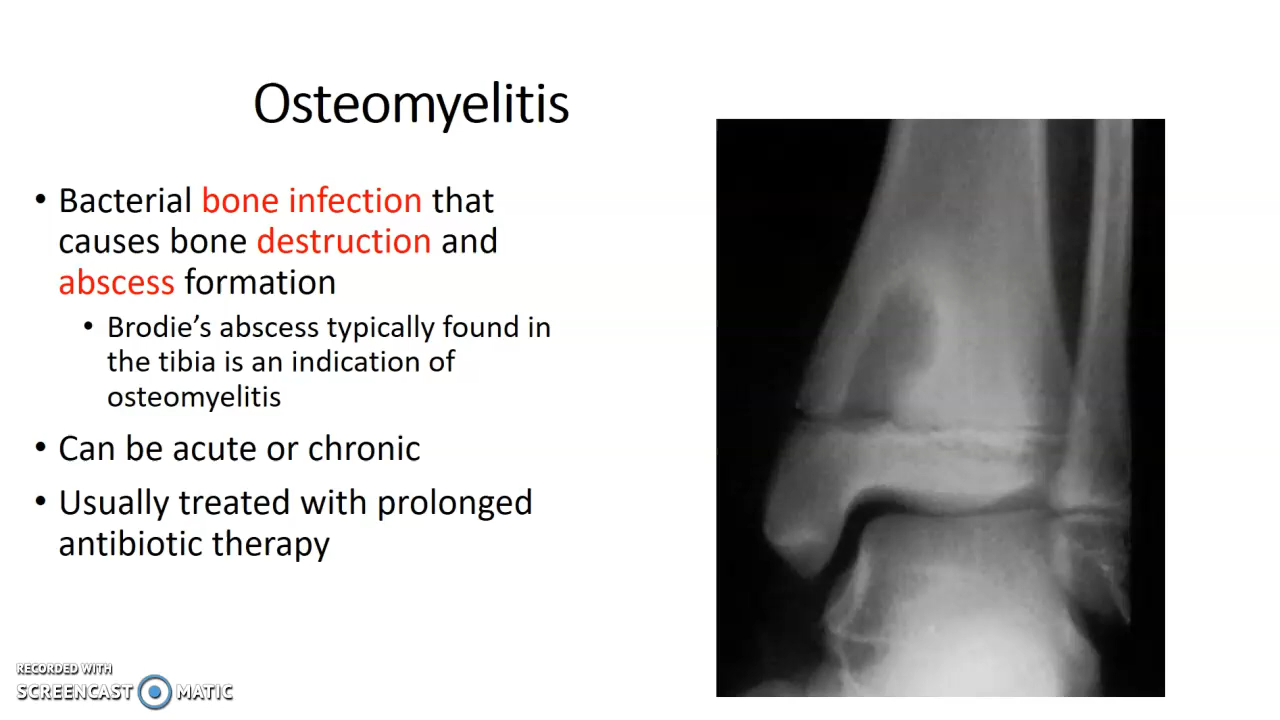 Osteomyelitis
• Bacterial bone infection that
causes bone destruction and
abscess formation
• Brodie’s abscess typically found in
the tibia is an indication of
osteomyelitis
• Can be acute or chronic
• Usually treated with prolonged
antibiotic therapy
RECORDED WITH
SCREENCAST MATIC